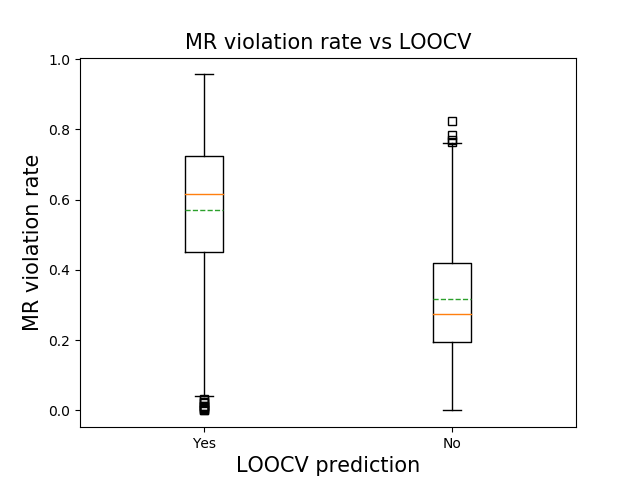 MR violation rate vs LOOCV
MR violation rate
1.0
0.8
0.6
0.4
0.2
0.0
Yes
No
LOOCV prediction